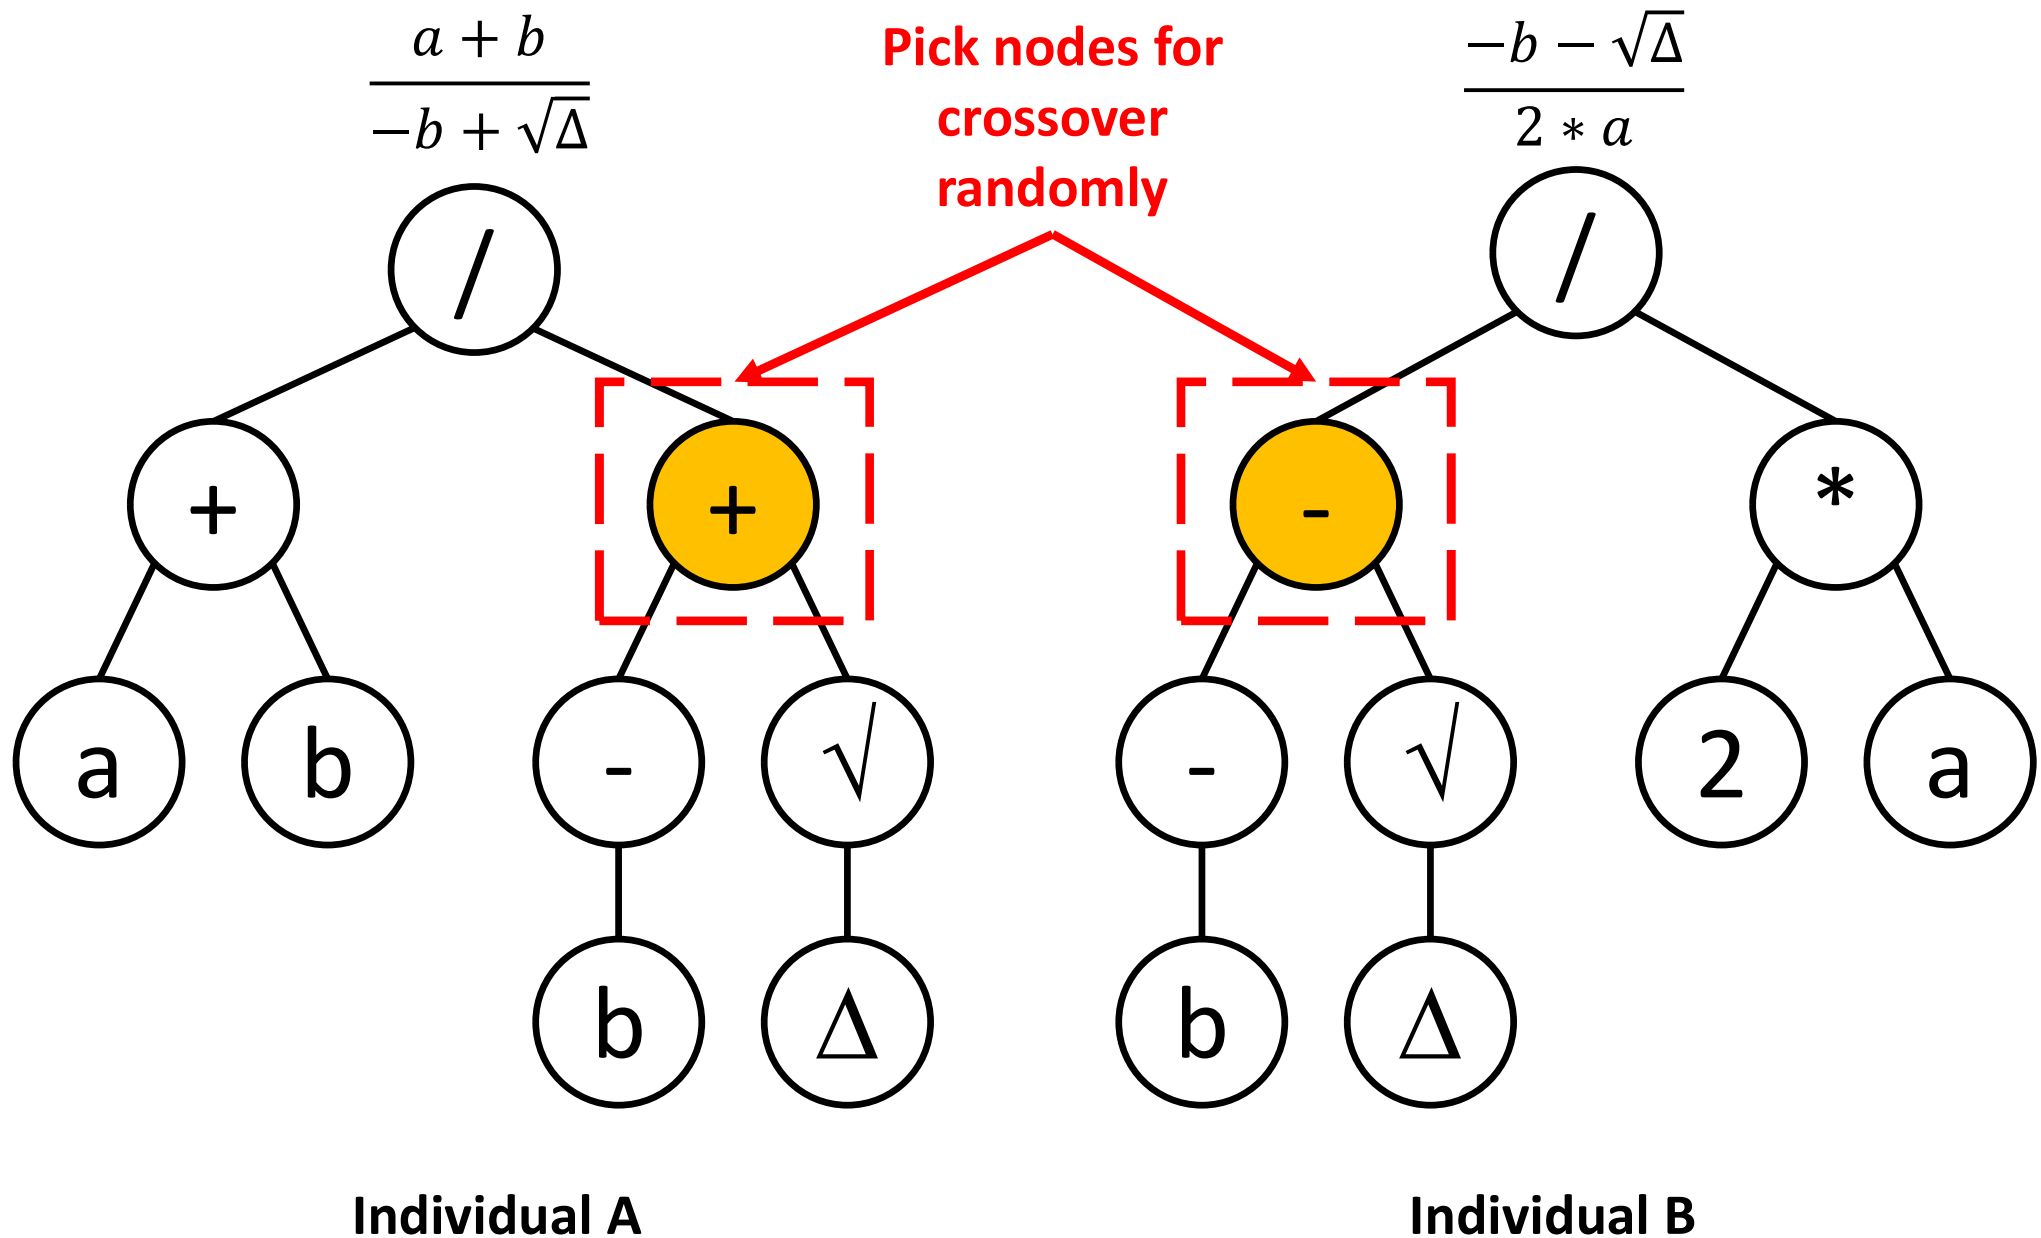 a + b
−b + √Δ
Pick nodes for
crossover
randomly
−b − √Δ
2 * a
/
/
+
+
-
*
a
b
-
√
-
√
2
a
b
Δ
b
Δ
Individual A
Individual B